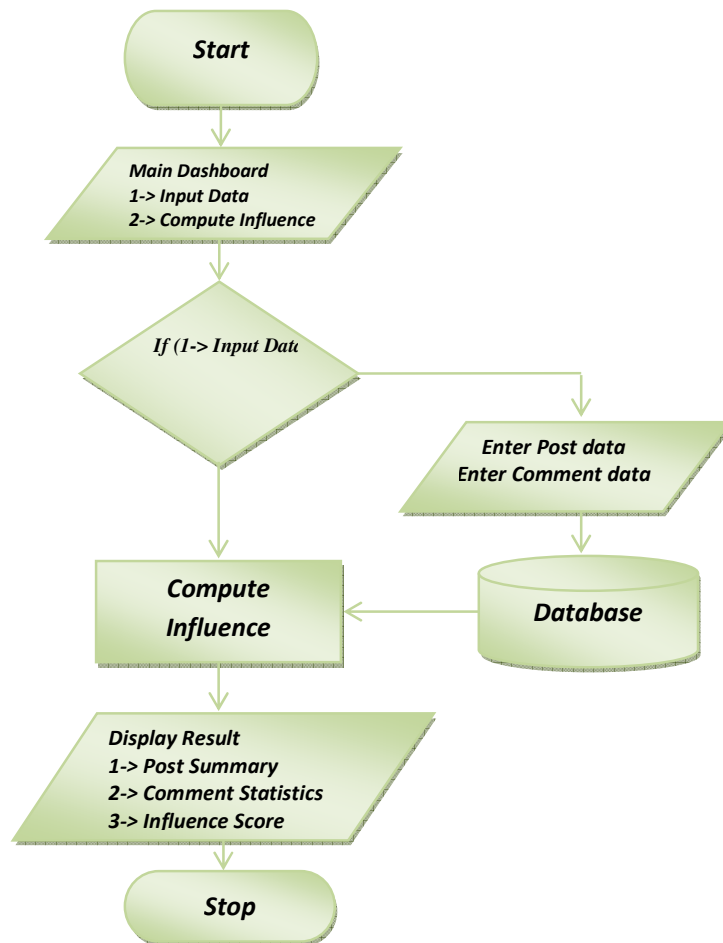 Start
Main Dashboard
1-> Input Data
2-> Compute Influence
If (1-> Input Data
Enter Post data
Enter Comment data
Compute
Influence
Database
Display Result
1-> Post Summary
2-> Comment Statistics
3-> Influence Score
Stop